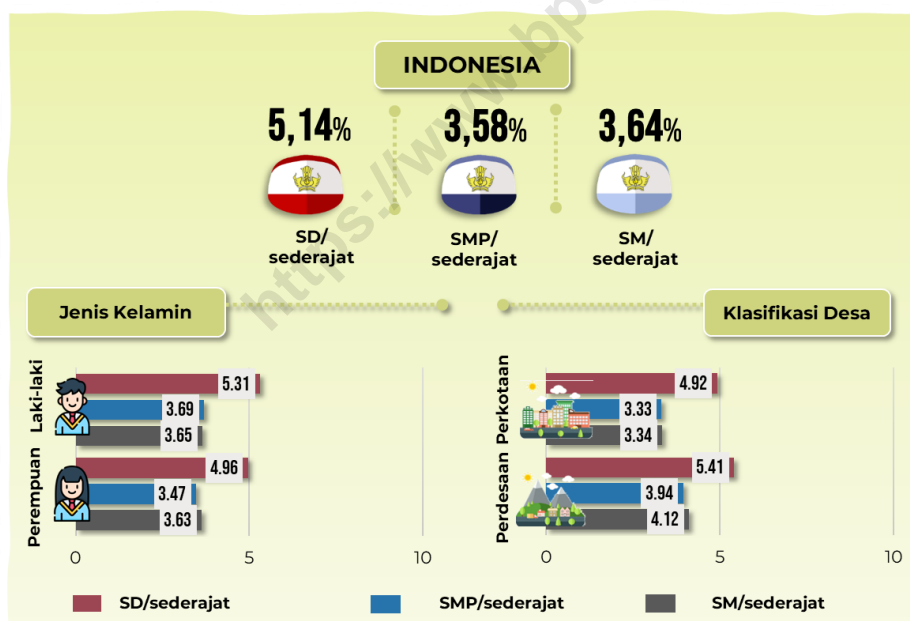 INDONESIA
5,14%
3,58%
3,64%
SD/
sederajat
SMP/
sederajat
SM/
sederajat
Jenis Kelamin
Klasifikasi Desa
Laki-laki
5.31
3.69
3.65
Perempuan
4.96
3.47
3.63
0
5
10
Perkotaan
4.92
3.33
3.34
Perdesaan
5.41
3.94
4.12
0
5
10
SD/sederajat
SMP/sederajat
SM/sederajat
https://www.bps